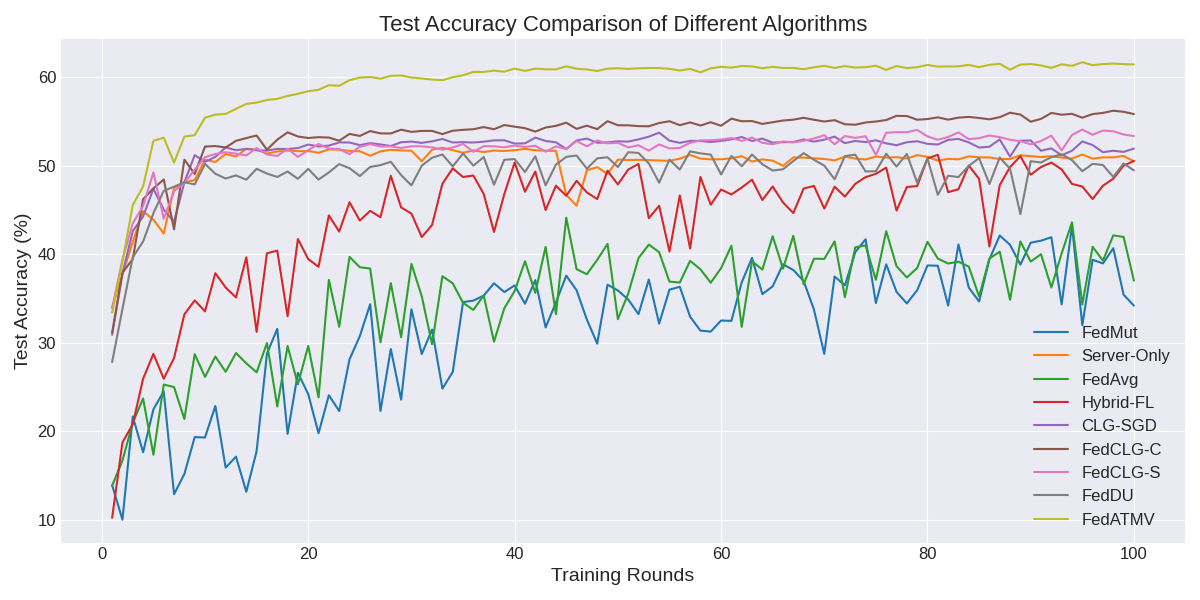 Test Accuracy Comparison of Different Algorithms
Test Accuracy (%)
60
50
40
30
20
10
0
20
40
60
80
100
Training Rounds
FedMut
Server-Only
FedAvg
Hybrid-FL
CLG-SGD
FedCLG-C
FedCLG-S
FedDU
FedATMV